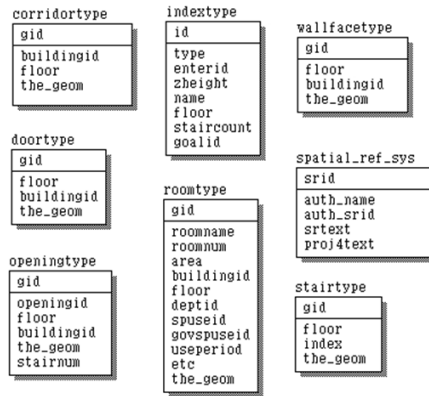 corridortype
gid
buildingid
floor
the_geom
doortype
gid
floor
buildingid
the_geom
openingtype
gid
openingid
floor
buildingid
the_geom
stairnum
indextype
id
type
enterid
zheight
name
floor
staircount
goalid
roomtype
gid
roomname
roomnum
area
buildingid
floor
deptid
spuseid
govspuseid
useperiod
etc
the_geom
wallfacetype
gid
floor
buildingid
the_geom
spatial_ref_sys
srid
auth_name
auth_srid
srtext
proj4text
stairtype
gid
floor
index
the_geom